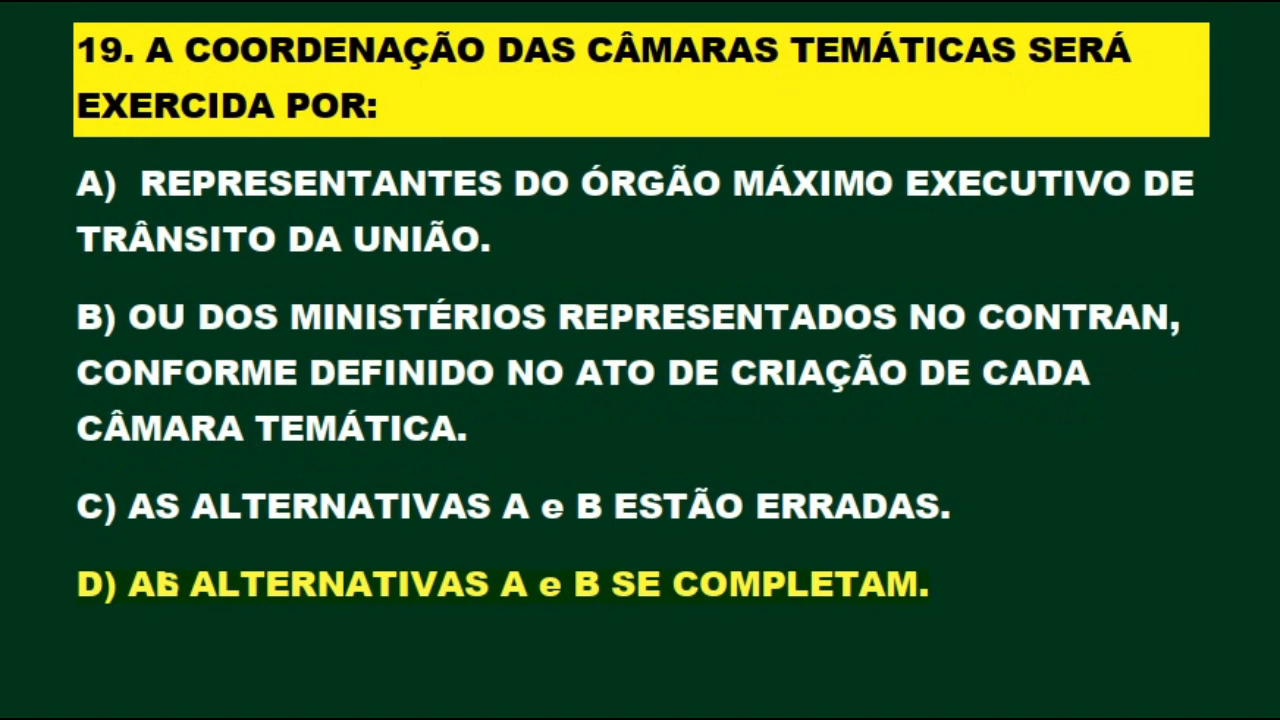 19. A COORDENAÇÃO DAS CÂMARAS TEMÁTICAS SERÁ
EXERCIDA POR:
A) REPRESENTANTES DO ÓRGÃO MÁXIMO EXECUTIVO DE
TRÂNSITO DA UNIÃO.
B) OU DOS MINISTÉRIOS REPRESENTADOS NO CONTRAN,
CONFORME DEFINIDO NO ATO DE CRIAÇÃO DE CADA
CÂMARA TEMÁTICA.
C) AS ALTERNATIVAS A e B ESTÃO ERRADAS.
D) AS ALTERNATIVAS A e B SE COMPLETAM.